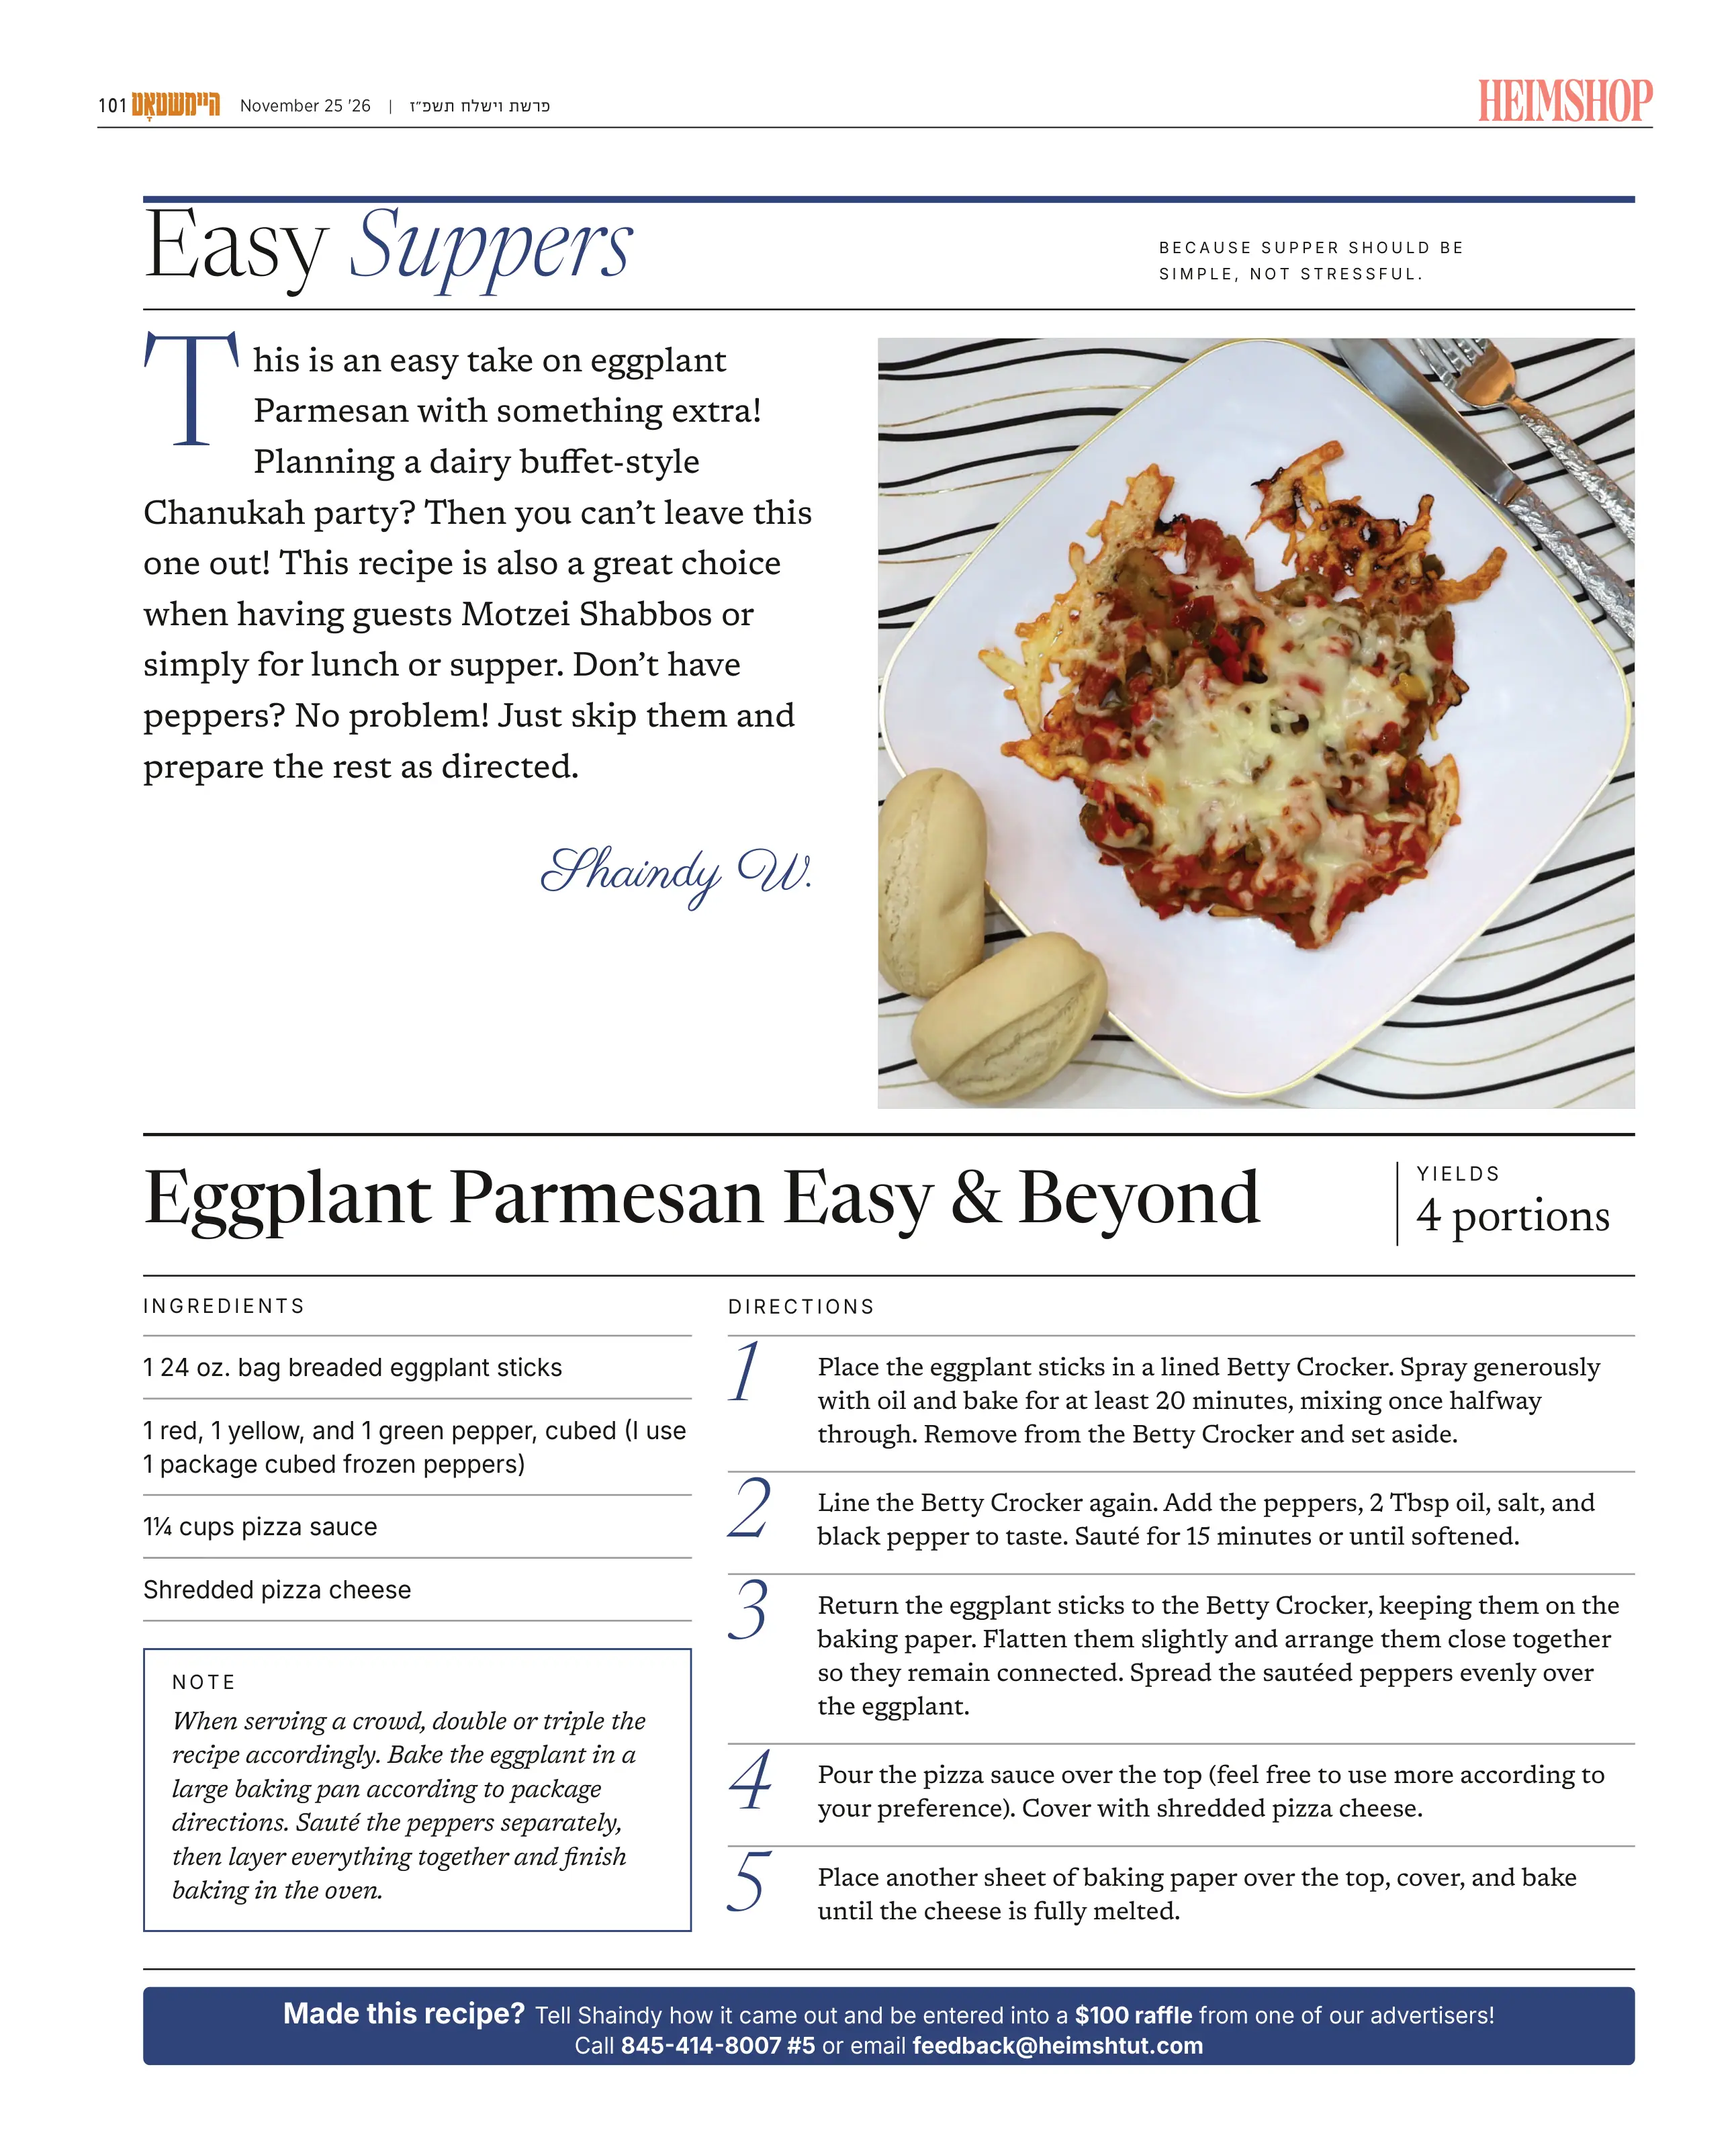 101 היימשטאָט November 25 '26 | פרשת וישלח תשפ״ז
HEIMSHOP
Easy Suppers
BECAUSE SUPPER SHOULD BE
SIMPLE, NOT STRESSFUL.
This is an easy take on eggplant
Parmesan with something extra!
Planning a dairy buffet-style
Chanukah party? Then you can’t leave this
one out! This recipe is also a great choice
when having guests Motzei Shabbos or
simply for lunch or supper. Don’t have
peppers? No problem! Just skip them and
prepare the rest as directed.
Shaindy W.
Eggplant Parmesan Easy & Beyond
YIELDS
4 portions
INGREDIENTS
1 24 oz. bag breaded eggplant sticks
1 red, 1 yellow, and 1 green pepper, cubed (I use
1 package cubed frozen peppers)
1¼ cups pizza sauce
Shredded pizza cheese
NOTE
When serving a crowd, double or triple the
recipe accordingly. Bake the eggplant in a
large baking pan according to package
directions. Sauté the peppers separately,
then layer everything together and finish
baking in the oven.
DIRECTIONS
1 Place the eggplant sticks in a lined Betty Crocker. Spray generously
with oil and bake for at least 20 minutes, mixing once halfway
through. Remove from the Betty Crocker and set aside.
2 Line the Betty Crocker again. Add the peppers, 2 Tbsp oil, salt, and
black pepper to taste. Sauté for 15 minutes or until softened.
3 Return the eggplant sticks to the Betty Crocker, keeping them on the
baking paper. Flatten them slightly and arrange them close together
so they remain connected. Spread the sautéed peppers evenly over
the eggplant.
4 Pour the pizza sauce over the top (feel free to use more according to
your preference). Cover with shredded pizza cheese.
5 Place another sheet of baking paper over the top, cover, and bake
until the cheese is fully melted.
Made this recipe? Tell Shaindy how it came out and be entered into a $100 raffle from one of our advertisers!
Call 845-414-8007 #5 or email feedback@heimshtut.com